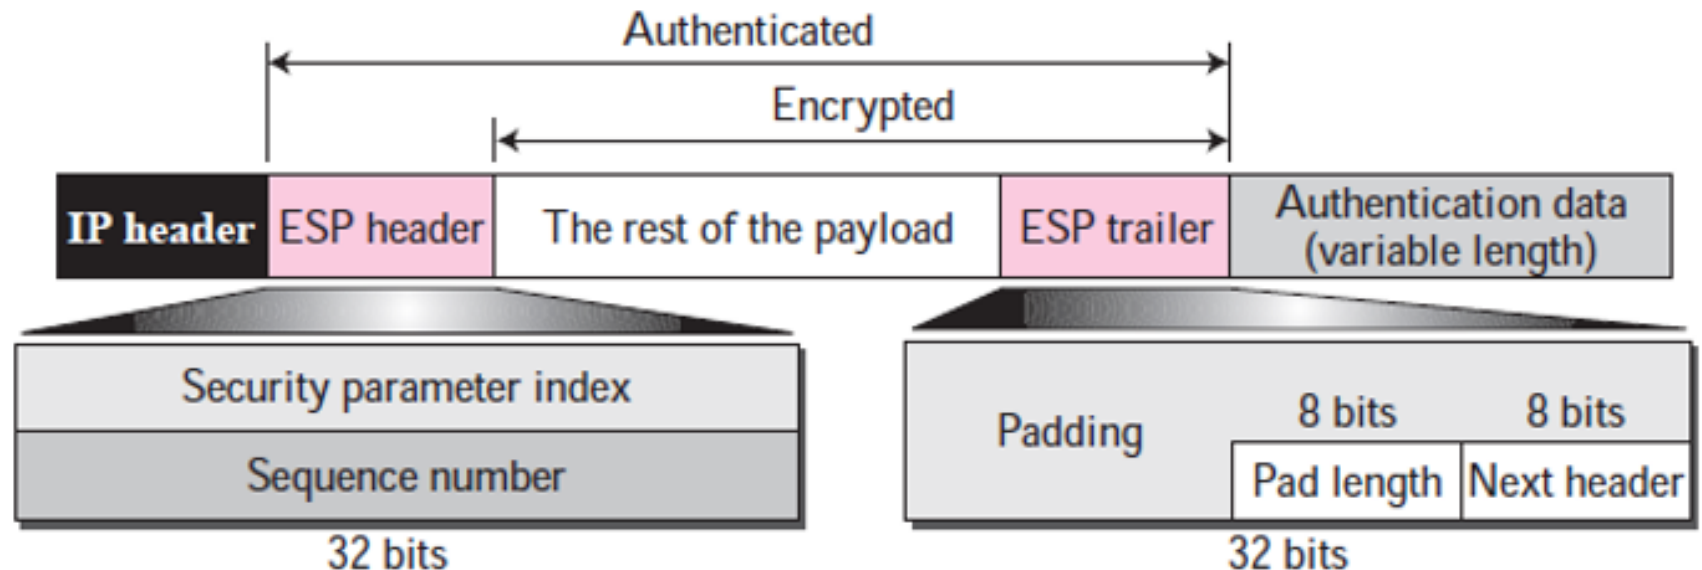 Authenticated
Encrypted
IP header
ESP header
The rest of the payload
ESP trailer
Authentication data
(variable length)
Security parameter index
Sequence number
32 bits
Padding
8 bits
8 bits
Pad length
Next header
32 bits